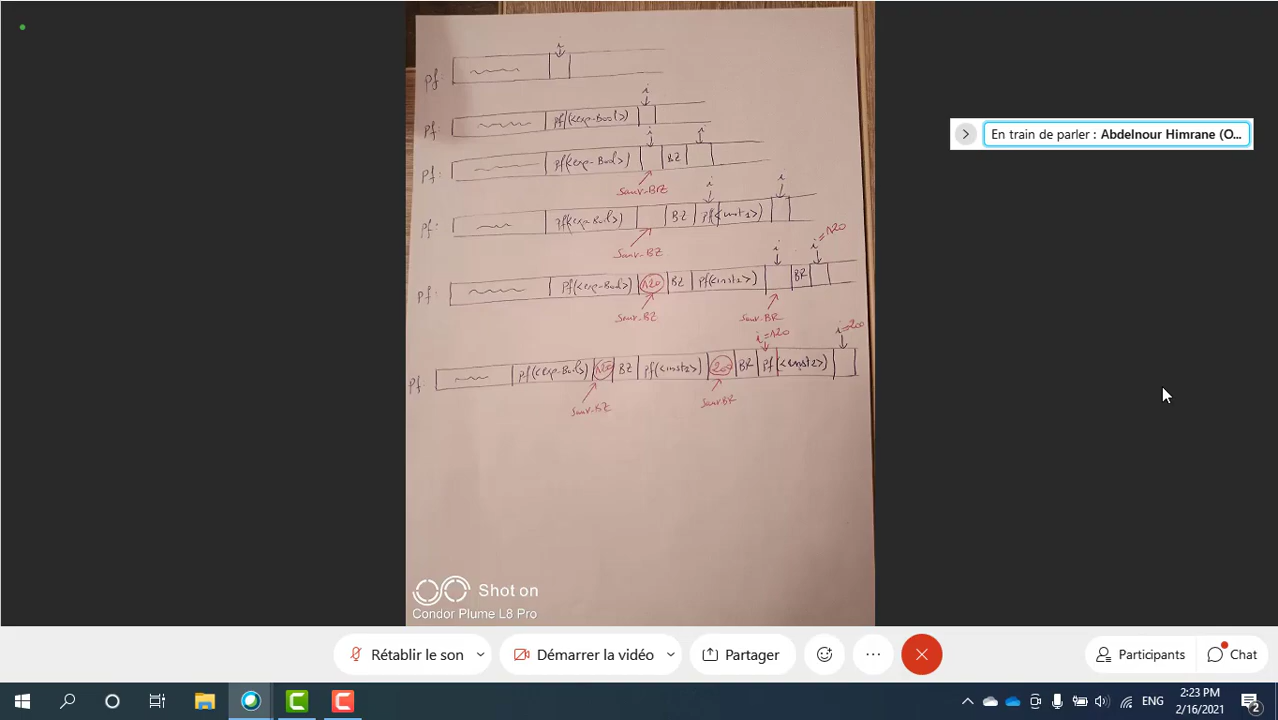 i
Pf:
i
Pf: pf(<exp-Bool>)
i i
Pf: pf(<exp-Bool>) BZ
Sauv-BZ
i i
Pf: pf(<exp-Bool>) BZ pf(<inst1>)
Sauv-BZ
i i=120
Pf: pf(<exp-Bool>) 120 BZ pf(<inst1>) BR
Sauv-BZ Sauv-BR
i=120 i=200
Pf: pf(<exp-Bool>) 120 BZ pf(<inst1>) 200 BR pf(<inst2>)
Sauv-BZ Sauv BR
Shot on
Condor Plume L8 Pro
En train de parler : Abdelnour Himrane (O...
Rétablir le son Démarrer la vidéo Partager Participants Chat
ENG 2:23 PM
2/16/2021 2